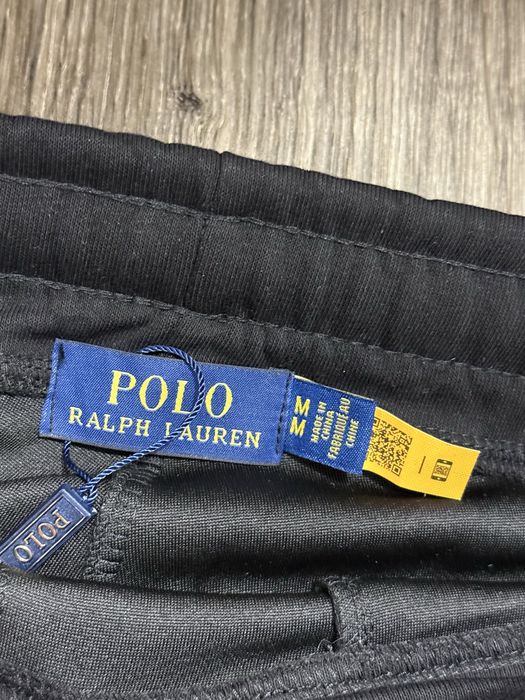 POLO
RALPH LAUREN
M
M
MADE IN
CHINA
FABRIQUÉ AU
CHINE
POLO